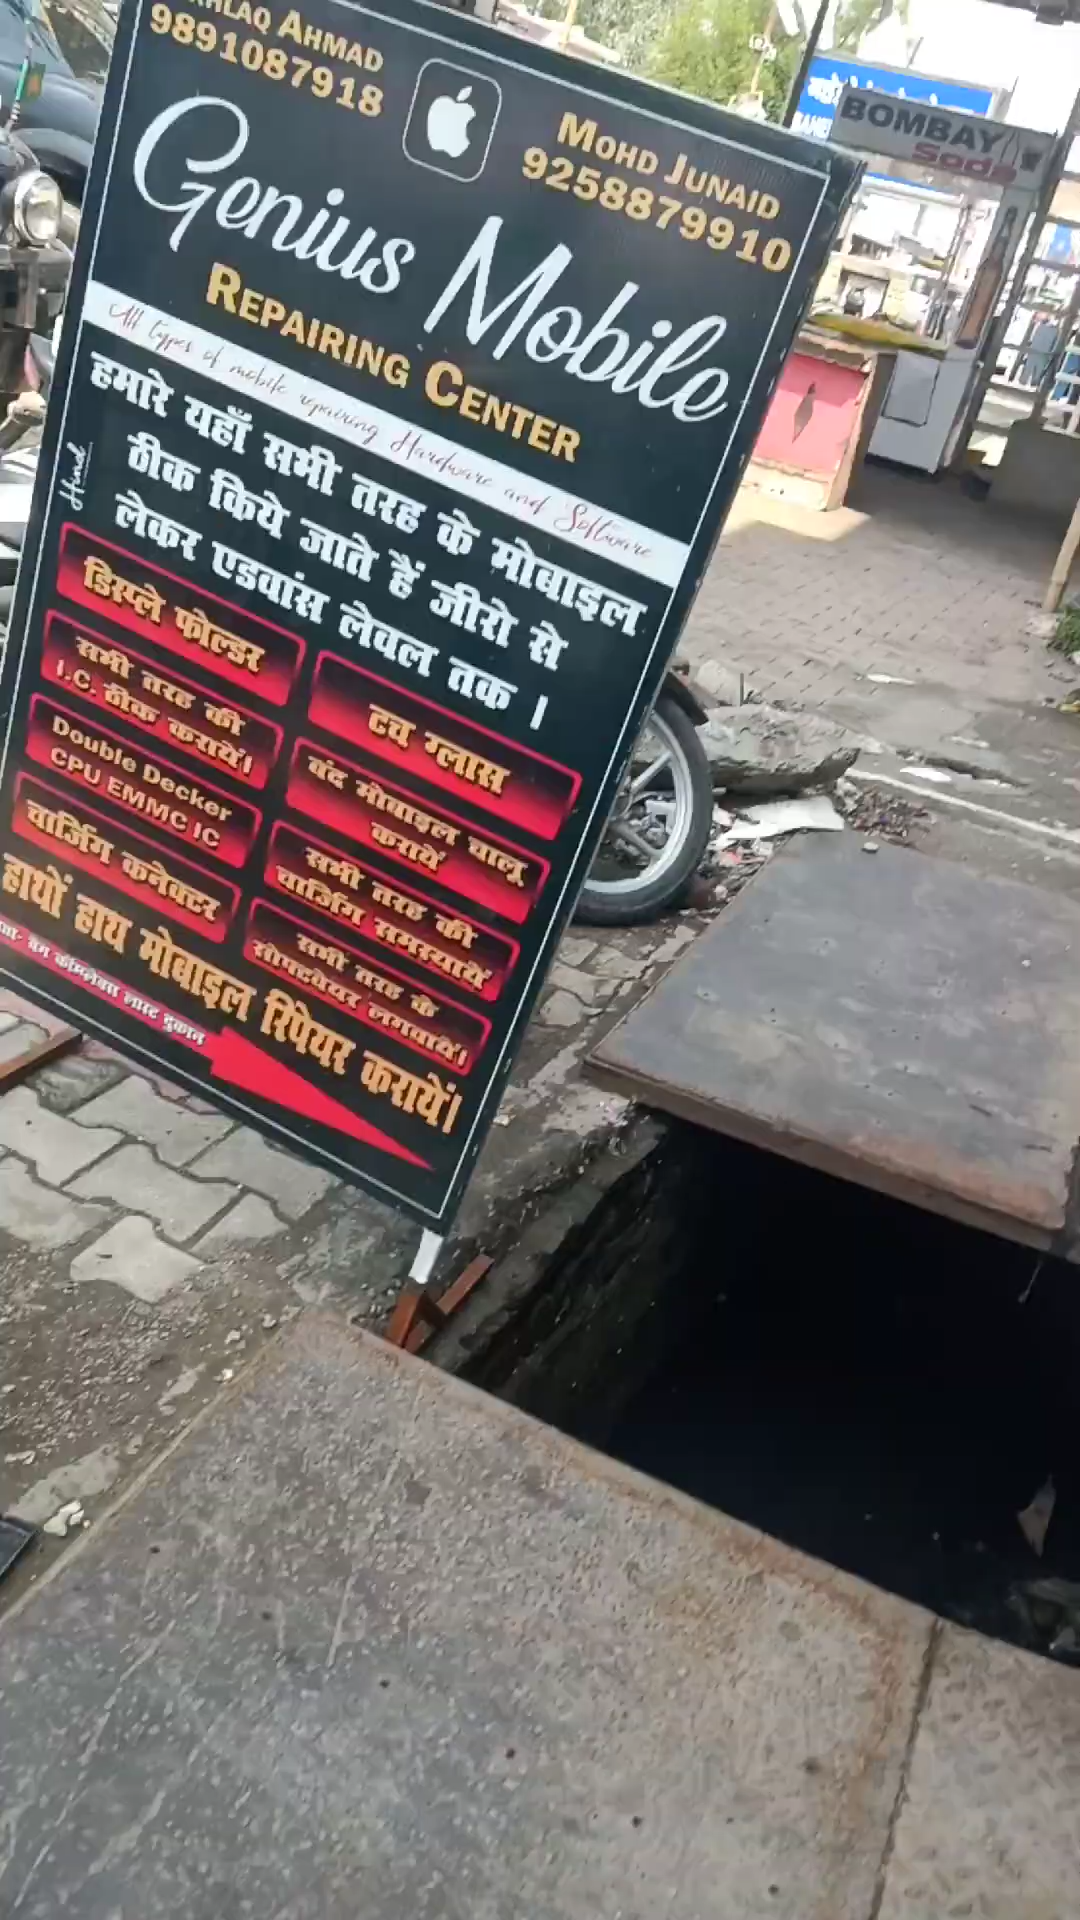 AHMAD
9891087918
MOHD JUNAID
9258879910
Genius Mobile
REPAIRING CENTER
All types of mobile repairing Hardware and Software
Hind
हमारे यहाँ सभी तरह के मोबाइल
ठीक किये जाते हैं जीरो से
लेकर एडवांस लेवल तक ।
डिस्प्ले फोल्डर
टच ग्लास
सभी तरह की
I.C. ठीक करायें।
बंद मोबाइल चालू
करायें
Double Decker
CPU EMMC IC
सभी तरह की
चार्जिंग समस्यायें
चार्जिंग कनेक्टर
सभी तरह के
सोफ्टवेयर लगवायें।
हाथों हाथ मोबाइल रिपेयर करायें।
कॉम्प्लेक्स लास्ट दुकान
BOMBAY
Soda